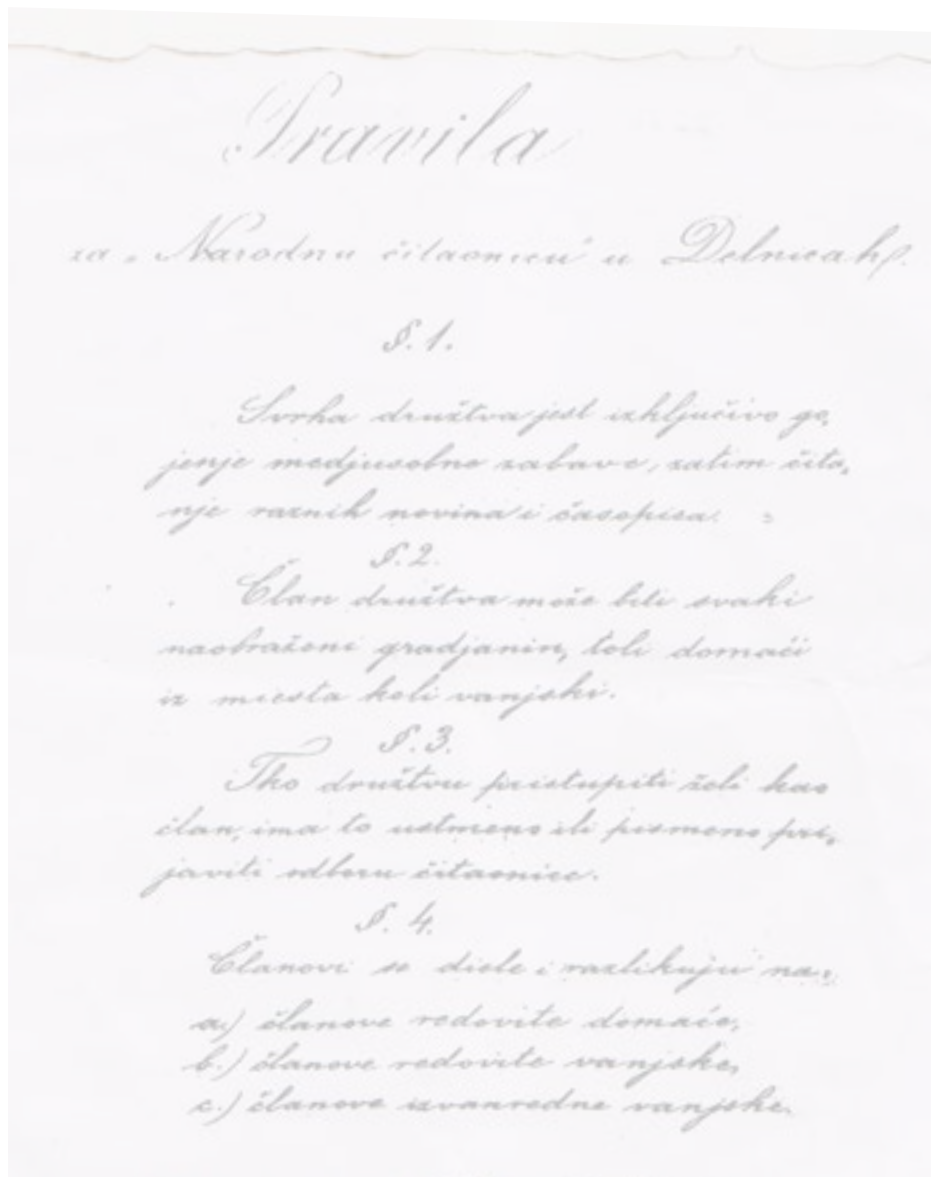 Pravila
za „Narodnu čitaonicu" u Delnicah.
§. 1.
Svrha družtva jest izključivo go„
jenje medjusobne zabave, zatim čita„
nje raznih novina i časopisa.
§. 2.
Član družtva može biti svaki
naobraženi gradjanin, toli domaći
iz miesta koli vanjski.
§. 3.
Tko družtvu pristupiti želi kao
član, ima to ustmeno ili pismeno pri„
javiti odboru čitaonice.
§. 4.
Članovi se diele i razlikuju na:
a.) članove redovite domaće,
b.) članove redovite vanjske,
c.) članove izvanredne vanjske.